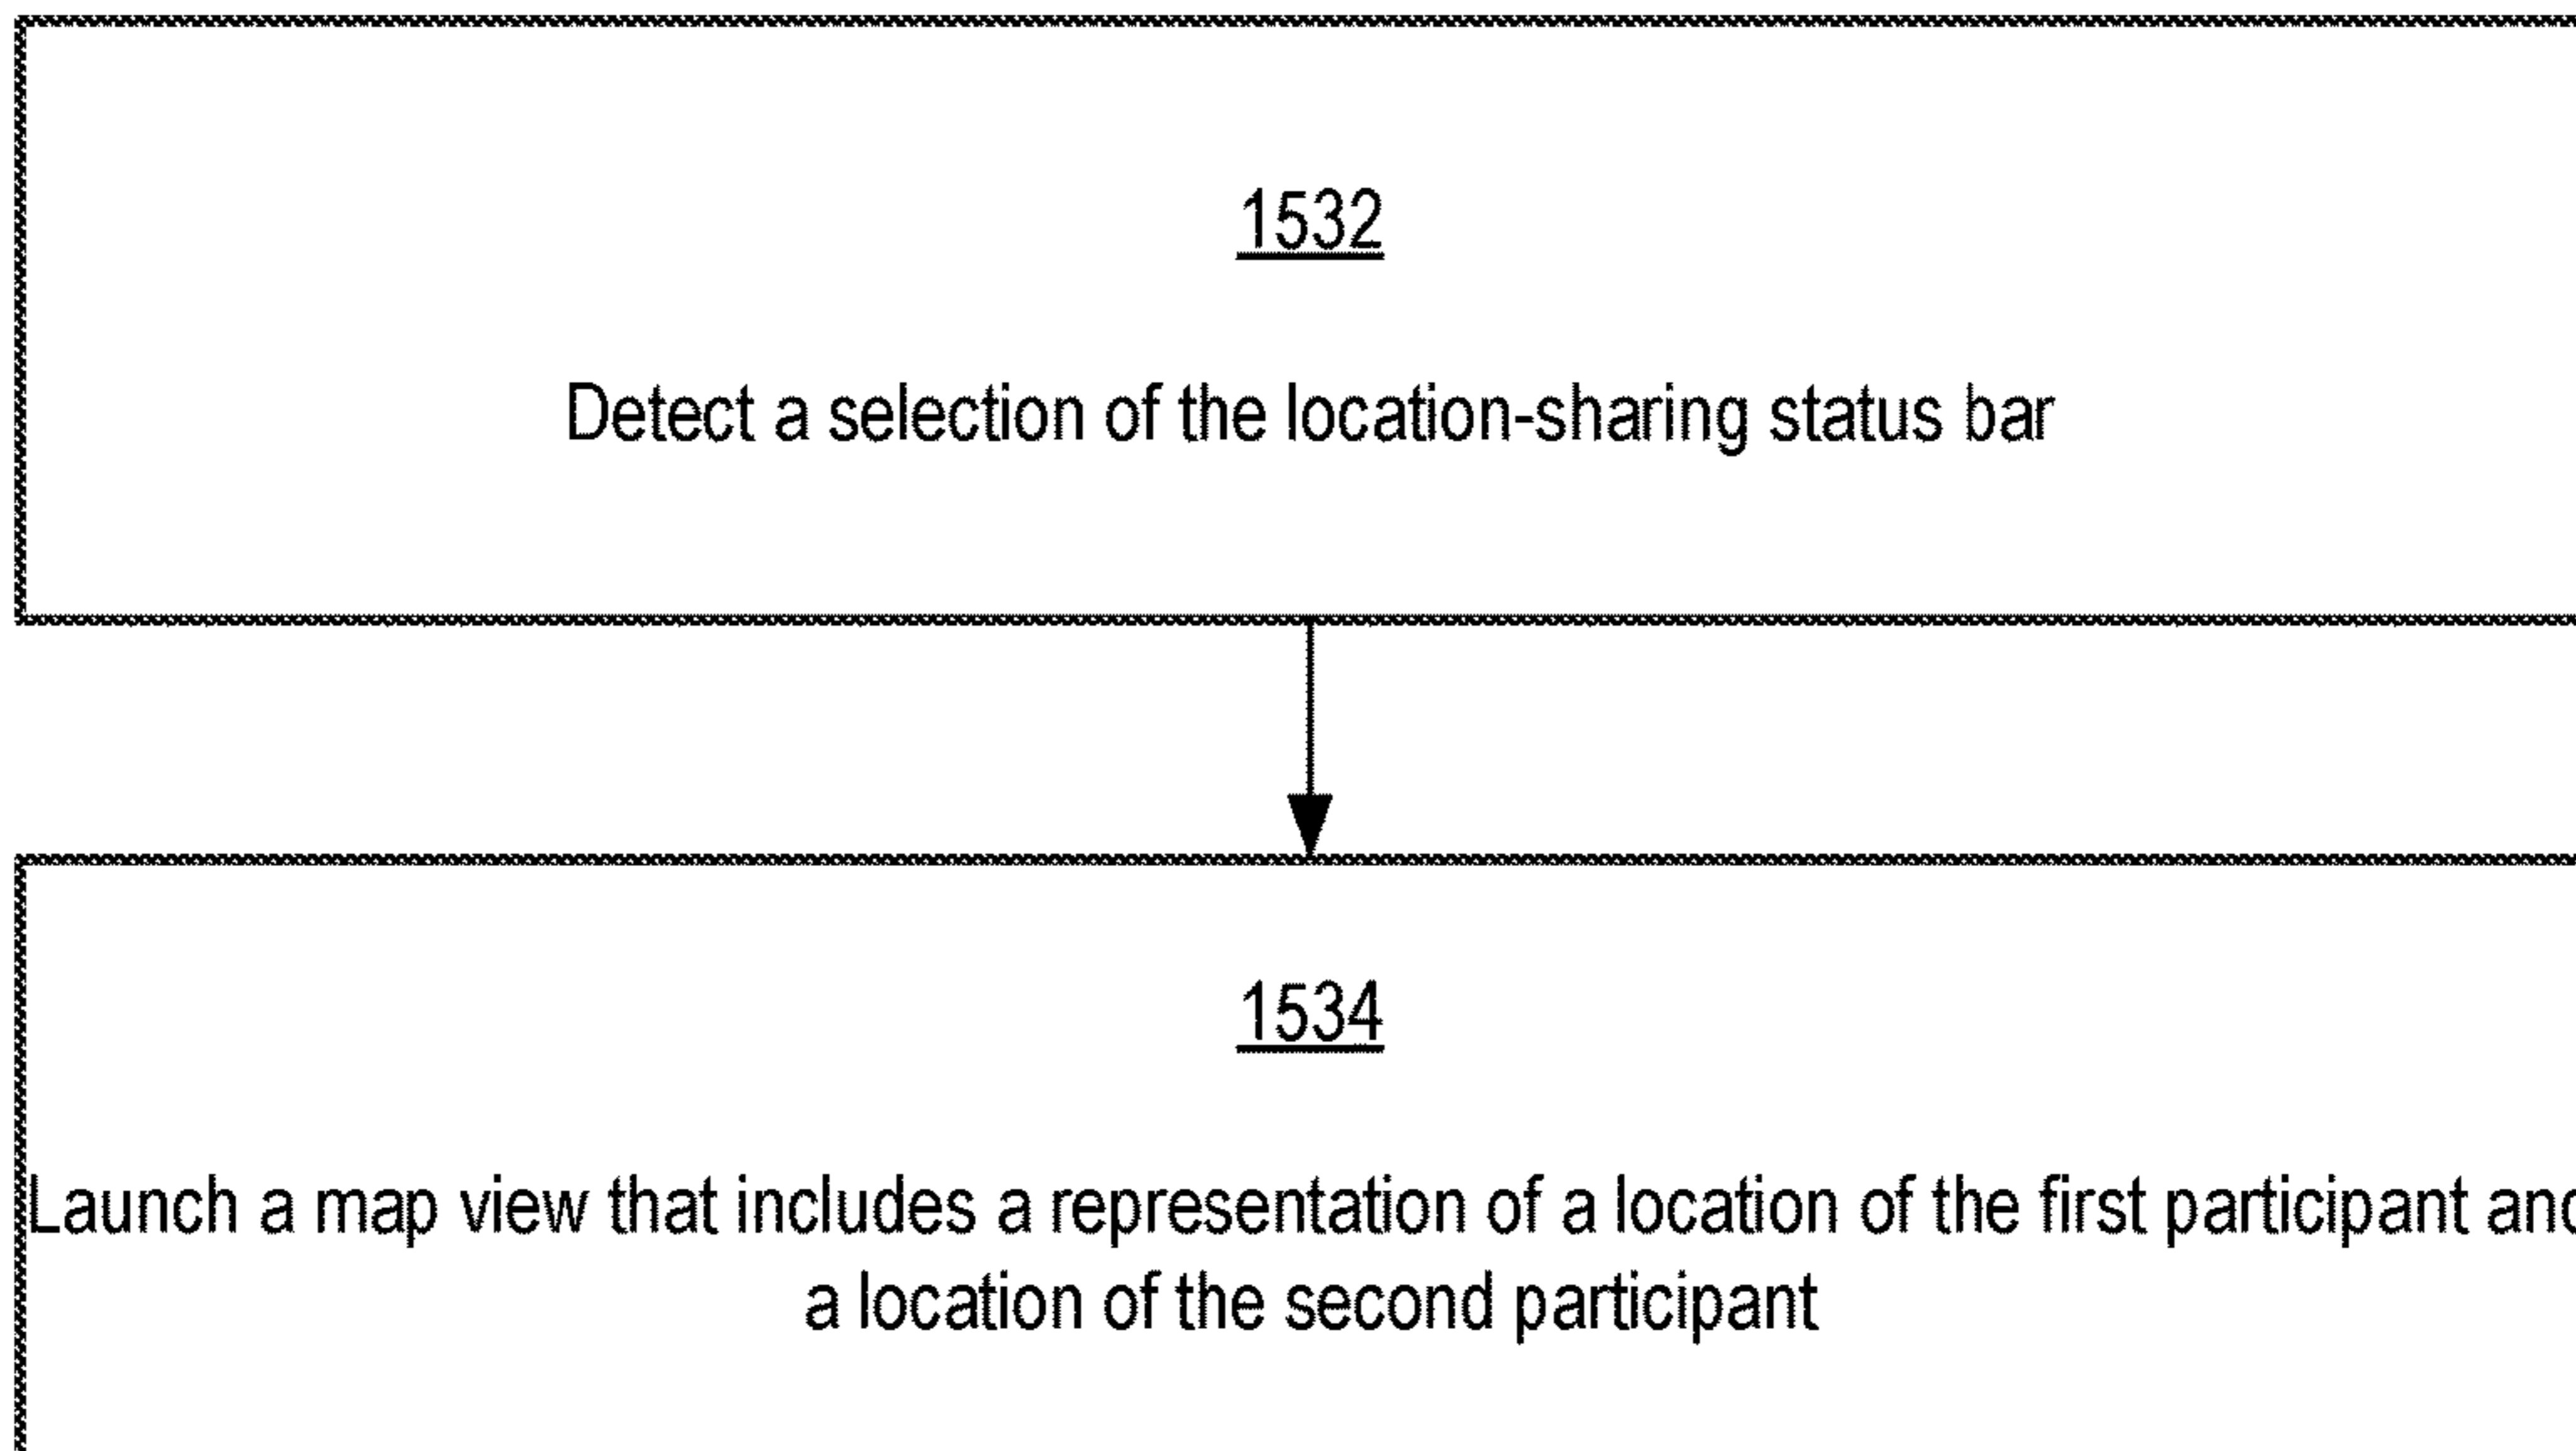 1532
Detect a selection of the location-sharing status bar
1534
Launch a map view that includes a representation of a location of the first participant and
a location of the second participant